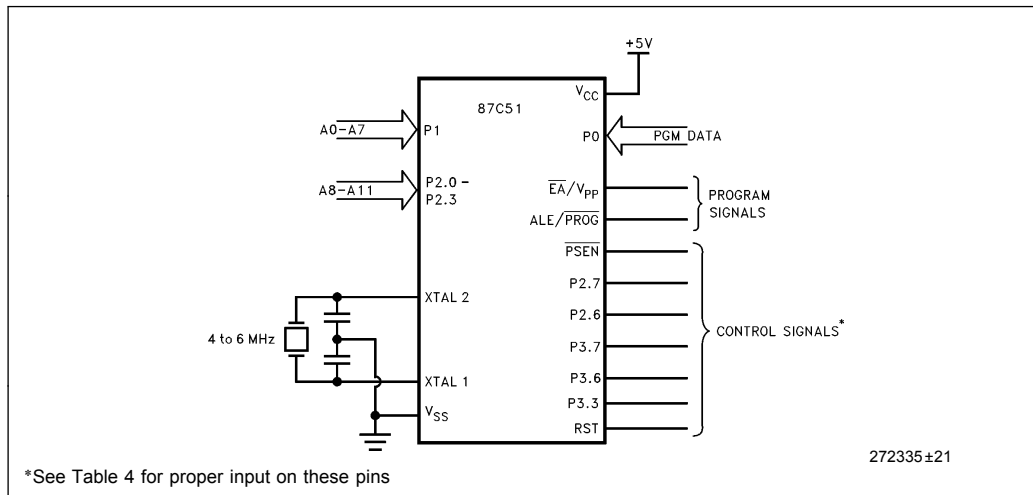 +5V
VCC
87C51
A0-A7
P1
P0
PGM DATA
A8-A11
P2.0-
P2.3
EA/VPP
ALE/PROG
PROGRAM
SIGNALS
PSEN
P2.7
P2.6
P3.7
P3.6
P3.3
RST
CONTROL SIGNALS*
XTAL 2
4 to 6 MHz
XTAL 1
VSS
272335±21
*See Table 4 for proper input on these pins